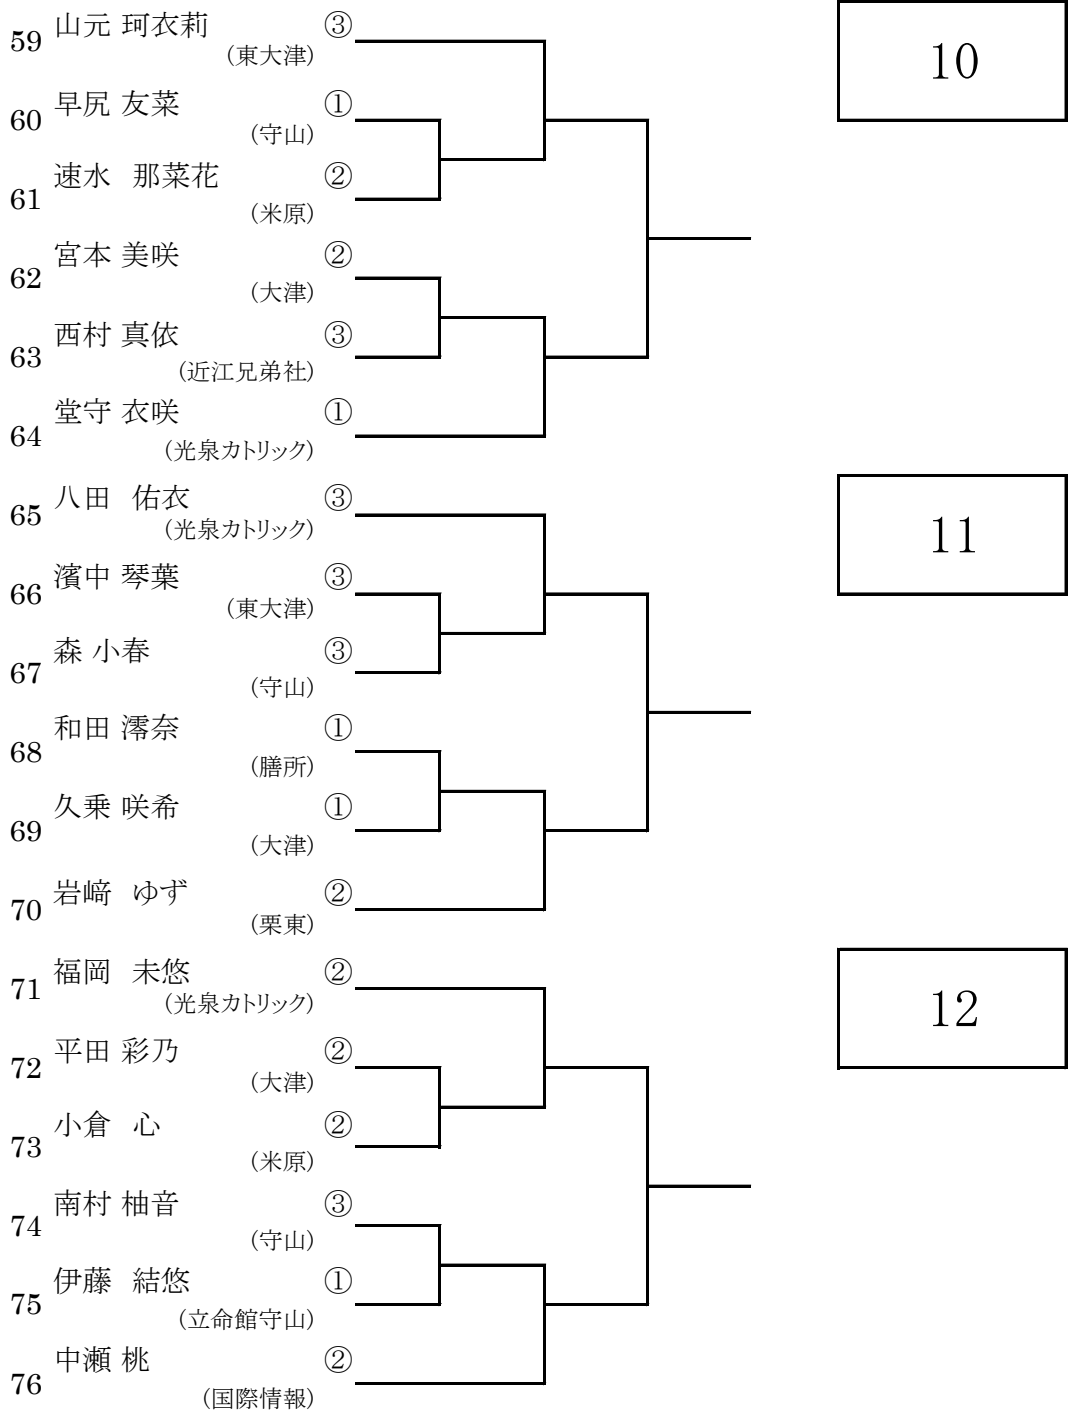 59 山元 珂衣莉 ③
(東大津)
10
60 早尻 友菜 ①
(守山)
61 速水 那菜花 ②
(米原)
62 宮本 美咲 ②
(大津)
63 西村 真依 ③
(近江兄弟社)
64 堂守 衣咲 ①
(光泉カトリック)
65 八田 佑衣 ③
(光泉カトリック)
11
66 濱中 琴葉 ③
(東大津)
67 森 小春 ③
(守山)
68 和田 澪奈 ①
(膳所)
69 久乗 咲希 ①
(大津)
70 岩﨑 ゆず ②
(栗東)
71 福岡 未悠 ②
(光泉カトリック)
12
72 平田 彩乃 ②
(大津)
73 小倉 心 ②
(米原)
74 南村 柚音 ③
(守山)
75 伊藤 結悠 ①
(立命館守山)
76 中瀬 桃 ②
(国際情報)